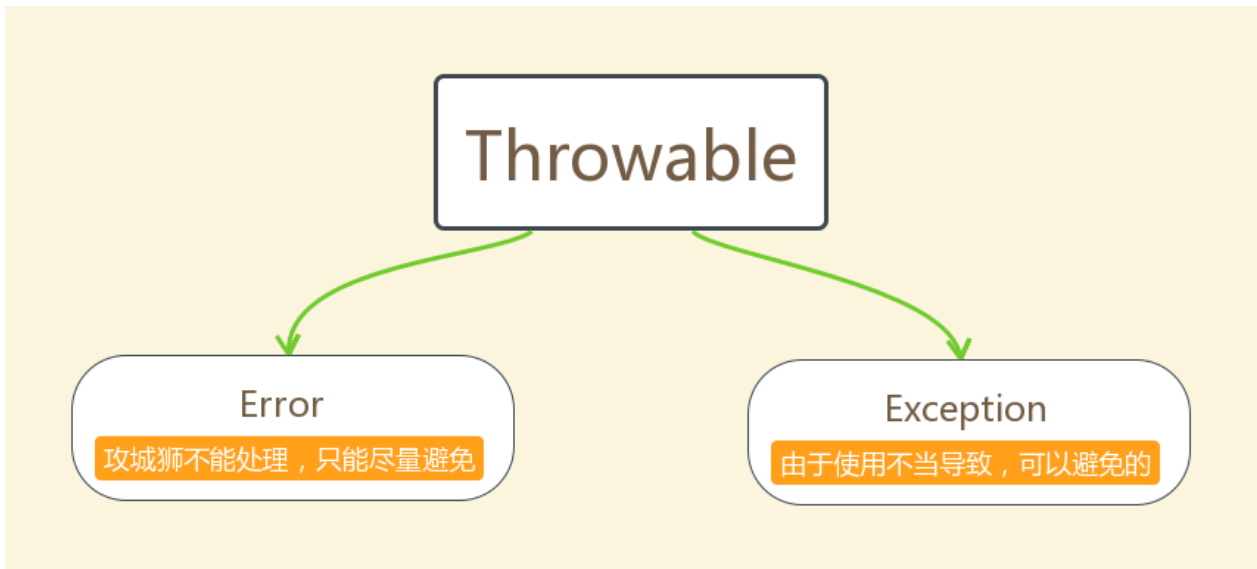 Throwable
Error
攻城狮不能处理，只能尽量避免
Exception
由于使用不当导致，可以避免的